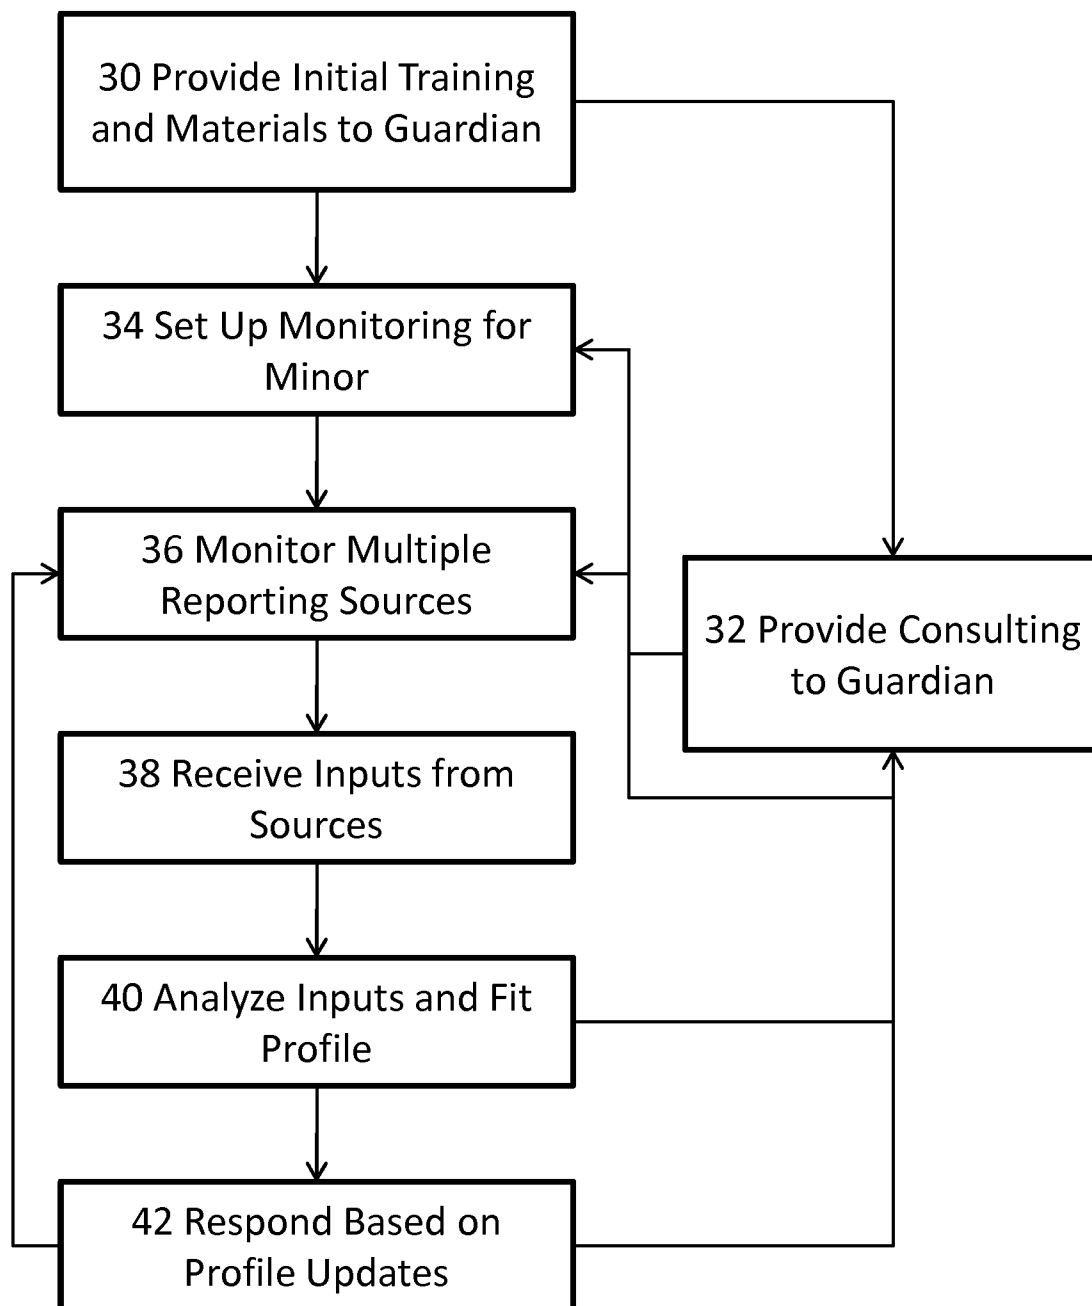 30 Provide Initial Training
and Materials to Guardian
34 Set Up Monitoring for
Minor
36 Monitor Multiple
Reporting Sources
32 Provide Consulting
to Guardian
38 Receive Inputs from
Sources
40 Analyze Inputs and Fit
Profile
42 Respond Based on
Profile Updates